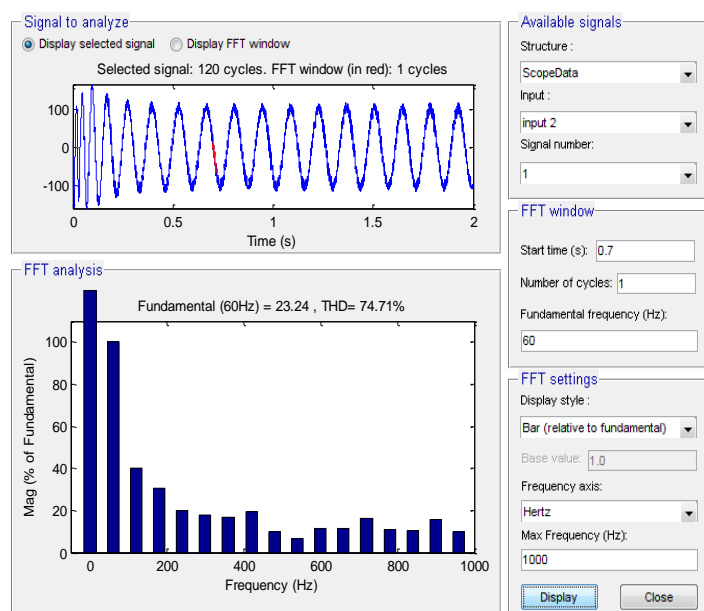 Signal to analyze
Display selected signal Display FFT window
Selected signal: 120 cycles. FFT window (in red): 1 cycles
100
0
-100
0 0.5 1 1.5 2
Time (s)
FFT analysis
Fundamental (60Hz) = 23.24 , THD= 74.71%
100
80
60
40
20
0
0 200 400 600 800 1000
Frequency (Hz)
Mag (% of Fundamental)
Available signals
Structure :
ScopeData
Input :
input 2
Signal number:
1
FFT window
Start time (s): 0.7
Number of cycles: 1
Fundamental frequency (Hz):
60
FFT settings
Display style :
Bar (relative to fundamental)
Base value: 1.0
Frequency axis:
Hertz
Max Frequency (Hz):
1000
Display Close